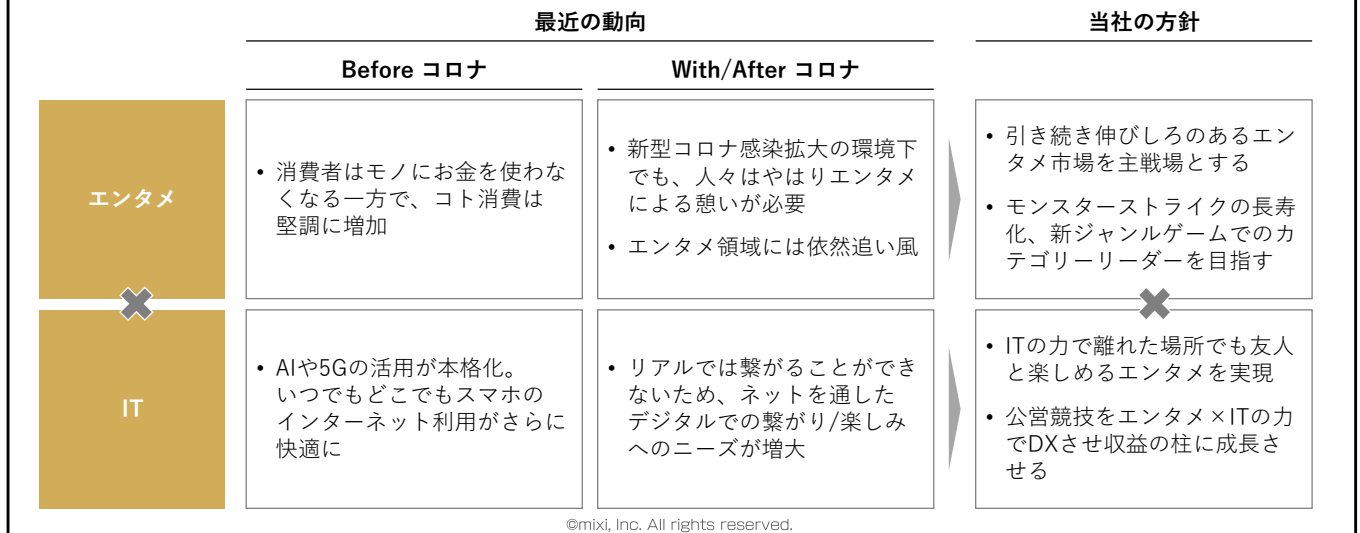 最近の動向
当社の方針
Before コロナ
With/After コロナ
エンタメ
• 消費者はモノにお金を使わな
くなる一方で、コト消費は
堅調に増加
• 新型コロナ感染拡大の環境下
でも、人々はやはりエンタメ
による憩いが必要
• エンタメ領域には依然追い風
• 引き続き伸びしろのあるエン
タメ市場を主戦場とする
• モンスターストライクの長寿
化、新ジャンルゲームでのカ
テゴリーリーダーを目指す
IT
• AIや5Gの活用が本格化。
いつでもどこでもスマホの
インターネット利用がさらに
快適に
• リアルでは繋がることができ
ないため、ネットを通した
デジタルでの繋がり/楽しみ
へのニーズが増大
• ITの力で離れた場所でも友人
と楽しめるエンタメを実現
• 公営競技をエンタメ×ITの力
でDXさせ収益の柱に成長さ
せる
©mixi, Inc. All rights reserved.